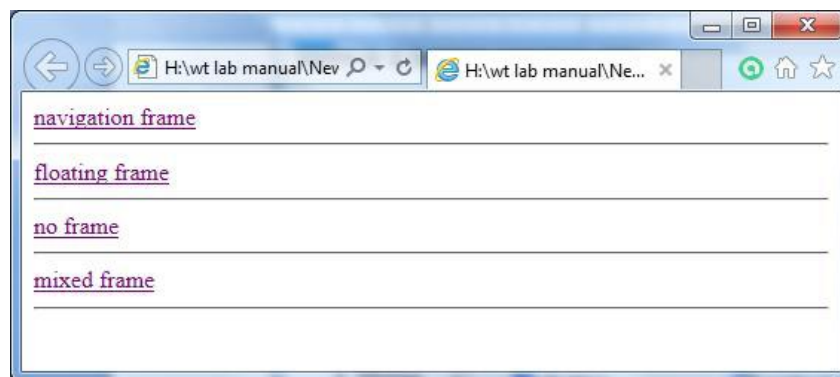 H:\wt lab manual\Nev
H:\wt lab manual\Ne...
navigation frame
floating frame
no frame
mixed frame